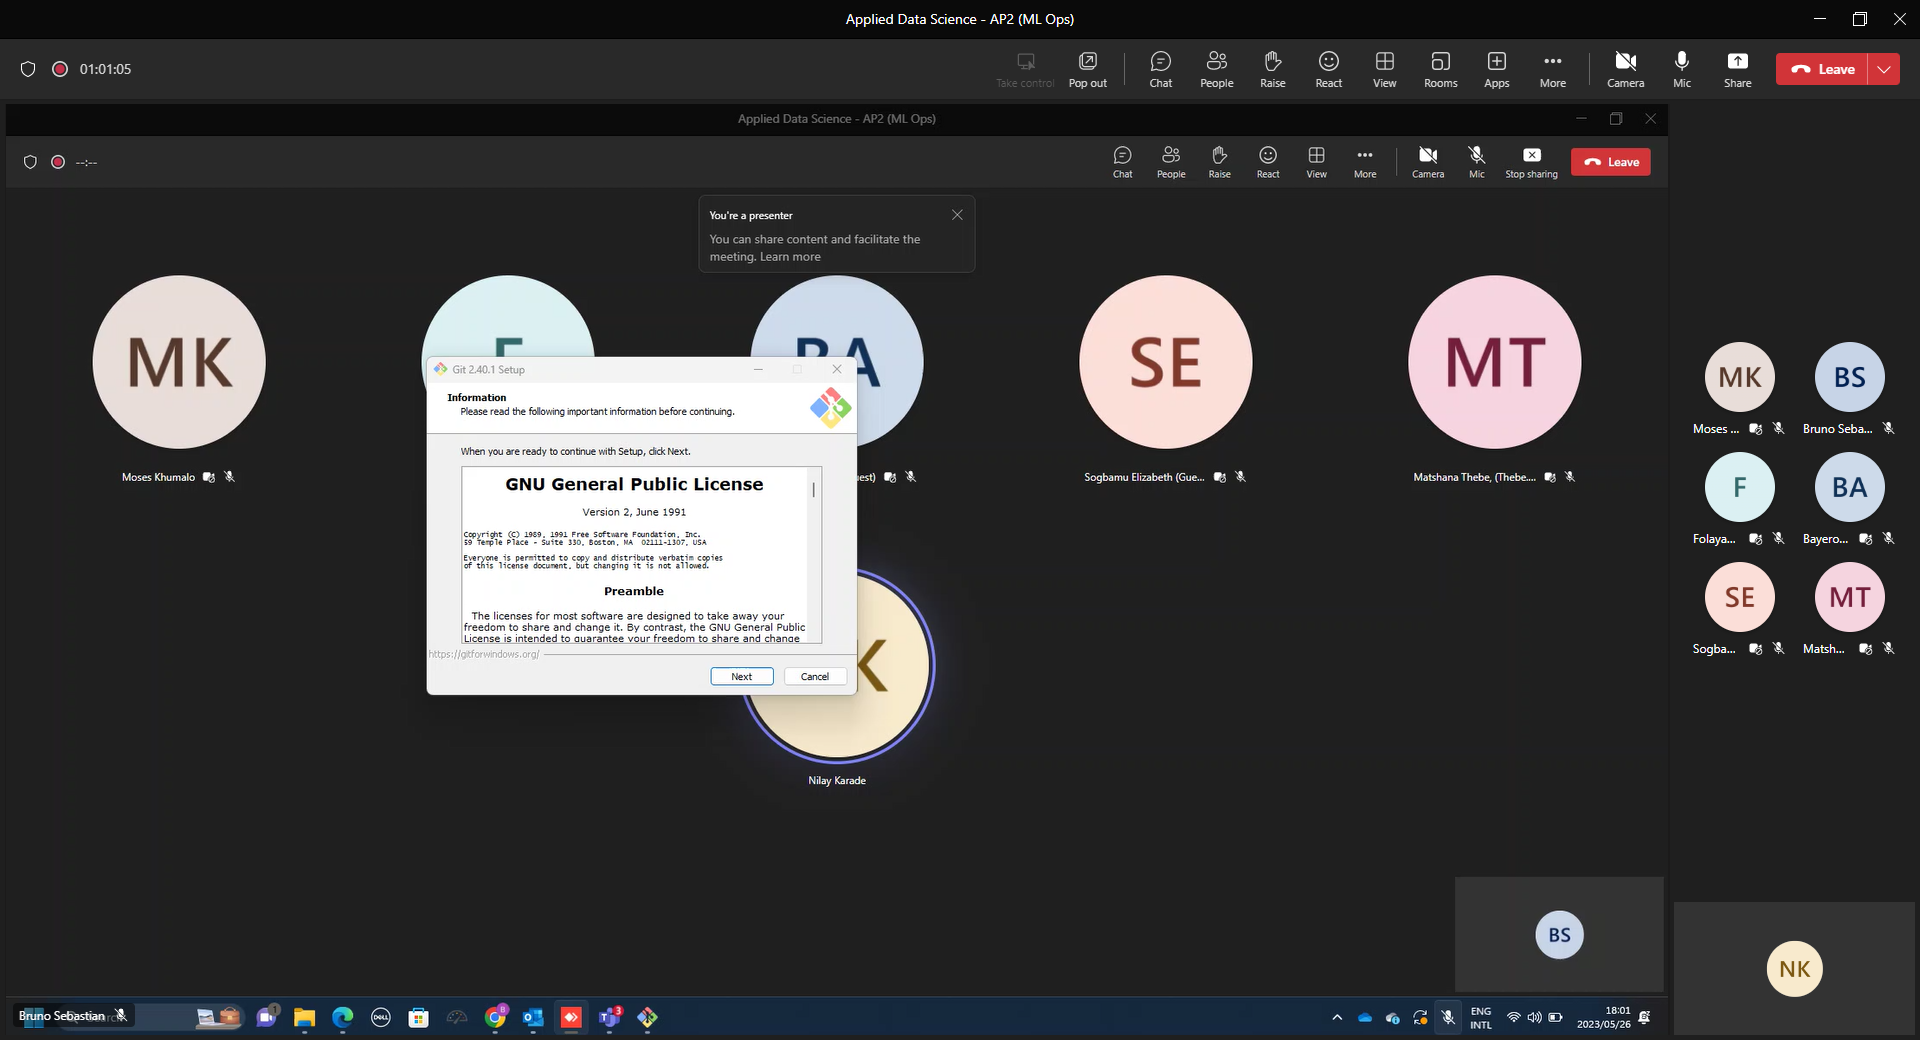 Applied Data Science - AP2 (ML Ops)
01:01:05
Take control
Pop out
Chat
People
Raise
React
View
Rooms
Apps
More
Camera
Mic
Share
Leave
Applied Data Science - AP2 (ML Ops)
--:--
Chat
People
Raise
React
View
More
Camera
Mic
Stop sharing
Leave
You're a presenter
You can share content and facilitate the
meeting. Learn more
MK
F
BA
SE
MT
Moses Khumalo
uest)
Sogbamu Elizabeth (Gue...
Matshana Thebe, (Thebe....
Git 2.40.1 Setup
Information
Please read the following important information before continuing.
When you are ready to continue with Setup, click Next.
GNU General Public License
Version 2, June 1991
Copyright (C) 1989, 1991 Free Software Foundation, Inc.
59 Temple Place - Suite 330, Boston, MA 02111-1307, USA
Everyone is permitted to copy and distribute verbatim copies
of this license document, but changing it is not allowed.
Preamble
The licenses for most software are designed to take away your
freedom to share and change it. By contrast, the GNU General Public
License is intended to guarantee your freedom to share and change
https://gitforwindows.org/
Next
Cancel
K
Nilay Karade
MK
BS
Moses ...
Bruno Seba...
F
BA
Folaya...
Bayero...
SE
MT
Sogba...
Matsh...
BS
NK
Bruno Sebastian
1
DELL
8
3
ENG
INTL
18:01
2023/05/26